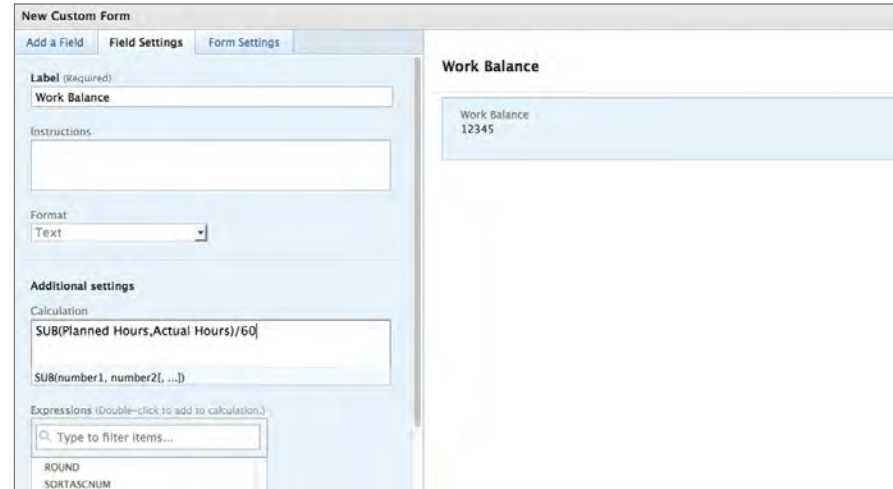 New Custom Form
Add a Field Field Settings Form Settings
Label (Required)
Work Balance
Instructions
Format
Text
Additional settings
Calculation
SUB(Planned Hours,Actual Hours)/60
SUB(number1, number2[, ...])
Expressions (Double-click to add to calculation.)
Type to filter items...
ROUND
SORTASCNUM
Work Balance
Work Balance
12345